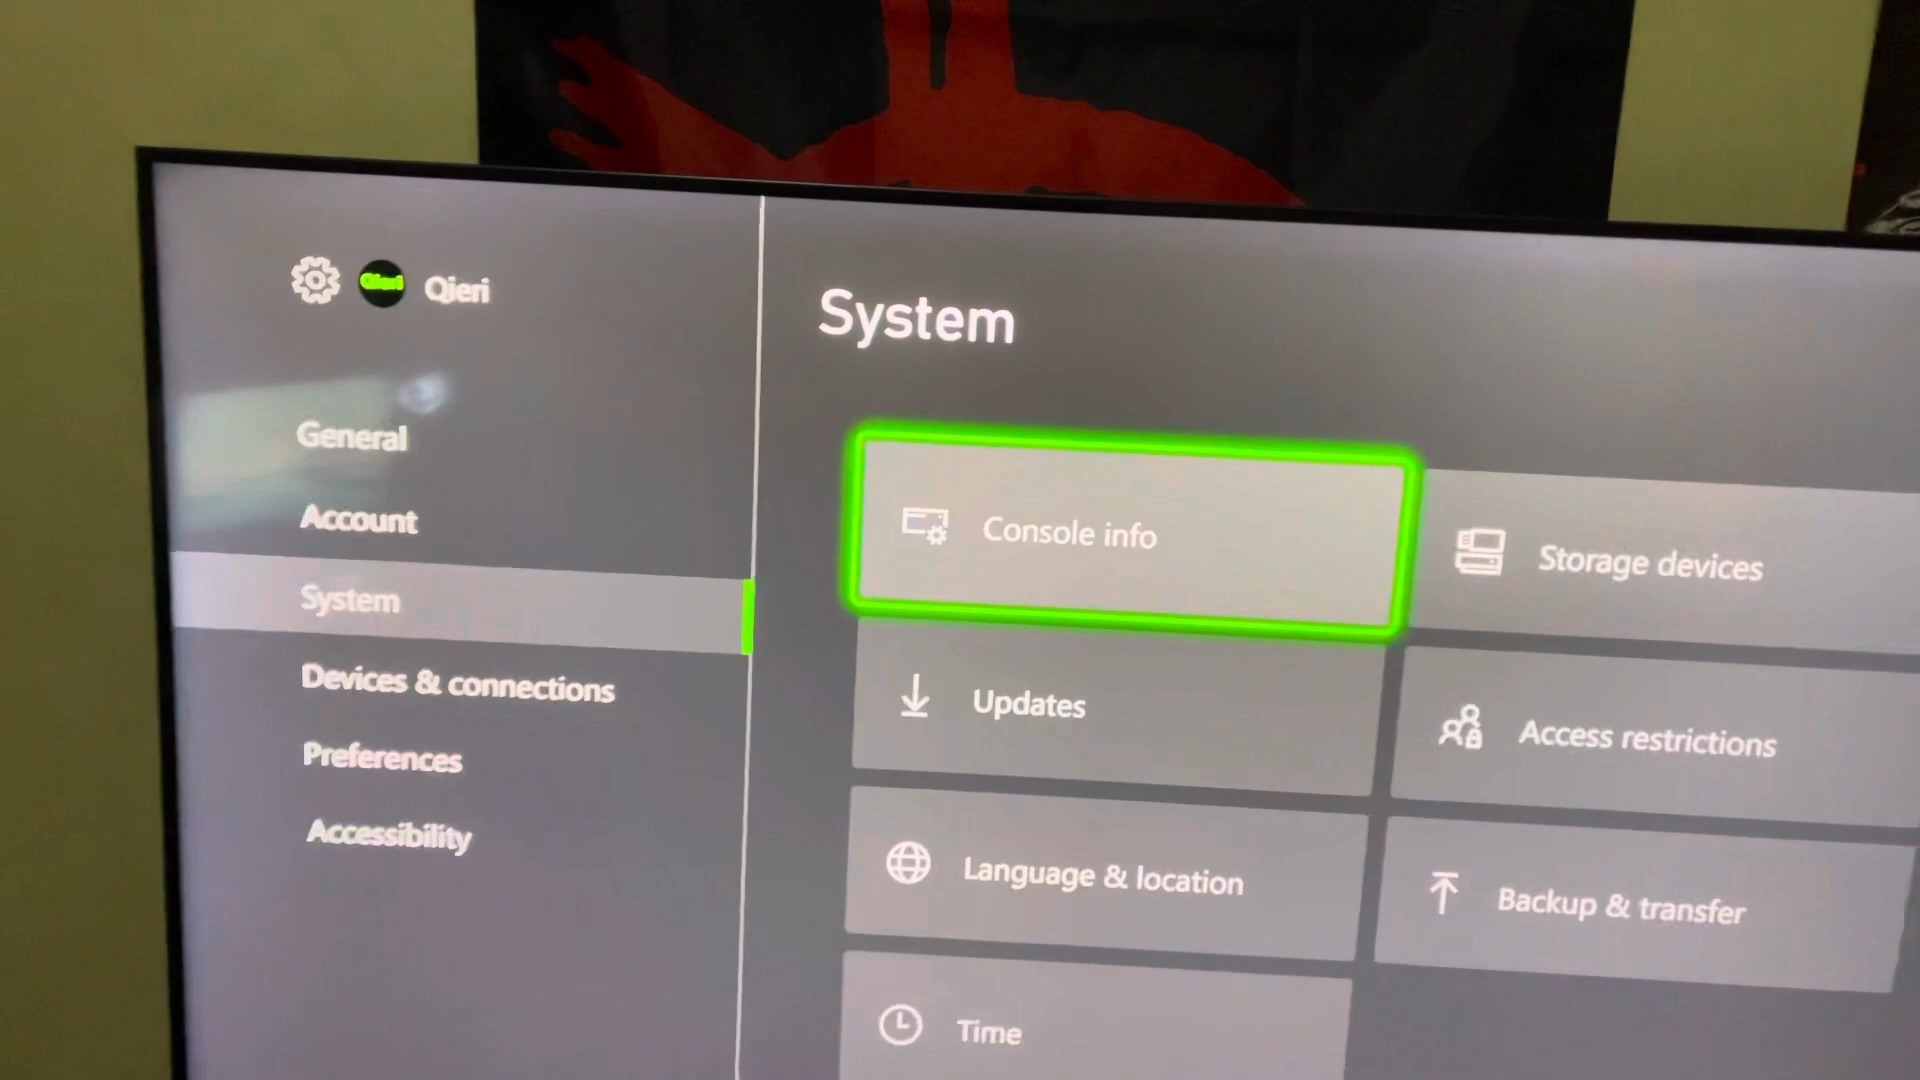 Qieri Qieri
General
Account
System
Devices & connections
Preferences
Accessibility
System
Console info
Storage devices
Updates
Access restrictions
Language & location
Backup & transfer
Time